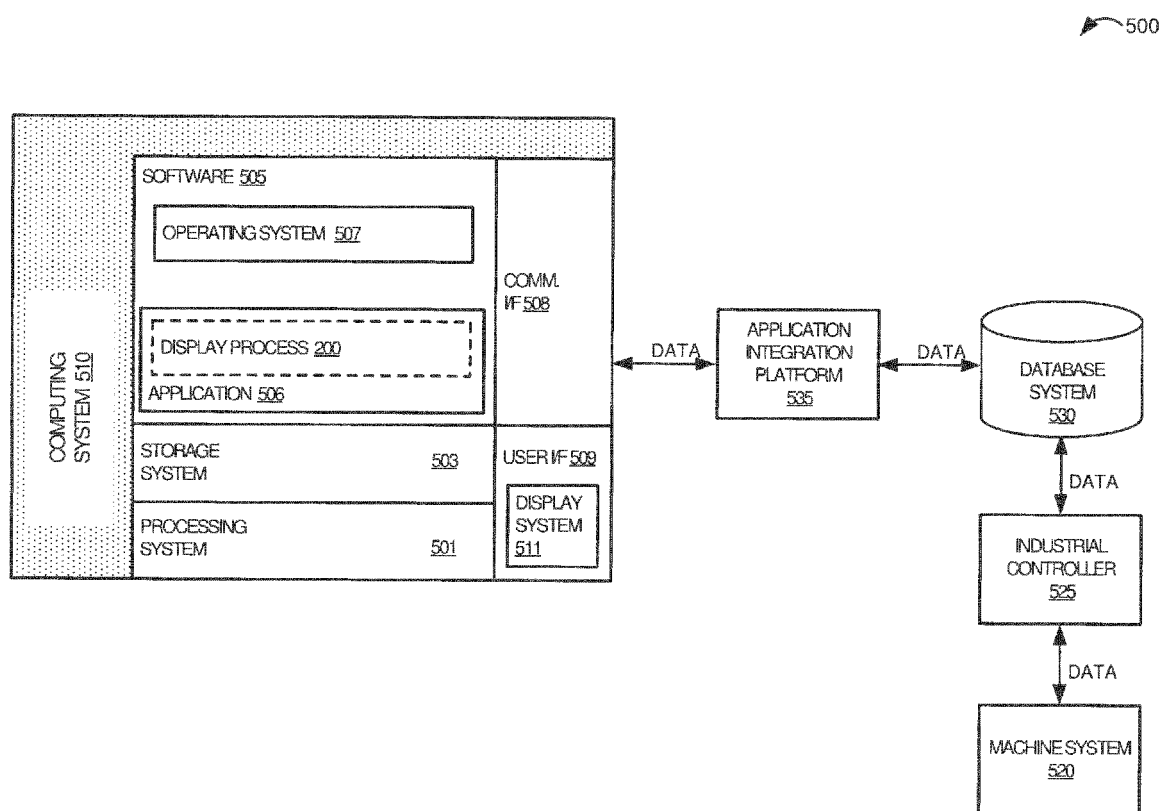 500
SOFTWARE 505
OPERATING SYSTEM 507
DISPLAY PROCESS 200
APPLICATION 506
COMPUTING
SYSTEM 510
STORAGE
SYSTEM
503
PROCESSING
SYSTEM
501
COMM.
I/F 508
USER I/F 509
DISPLAY
SYSTEM
511
DATA
APPLICATION
INTEGRATION
PLATFORM
535
DATA
DATABASE
SYSTEM
530
DATA
INDUSTRIAL
CONTROLLER
525
DATA
MACHINE SYSTEM
520